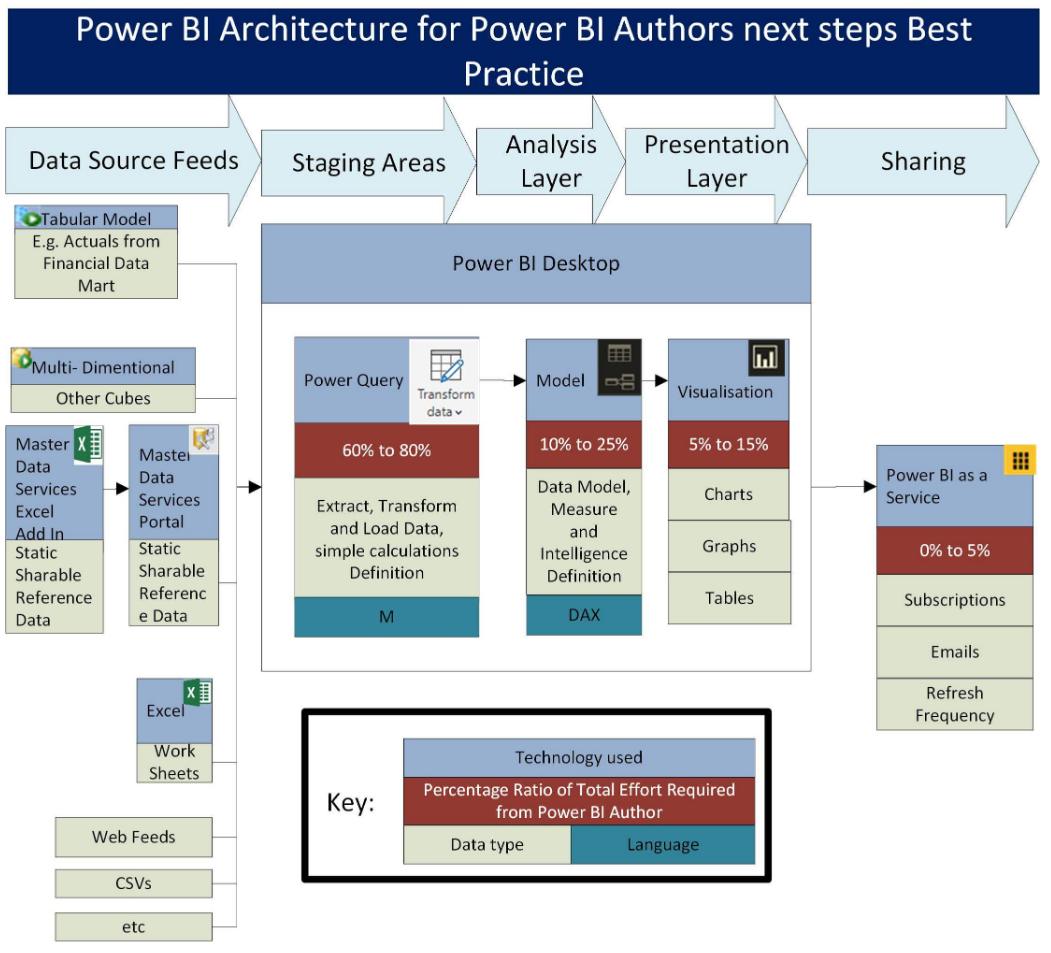 Power BI Architecture for Power BI Authors next steps Best
Practice
Data Source Feeds
Staging Areas
Analysis
Layer
Presentation
Layer
Sharing
Tabular Model
E.g. Actuals from
Financial Data
Mart
Multi- Dimentional
Other Cubes
Master
Data
Services
Excel
Add In
Static
Sharable
Reference
Data
Master
Data
Services
Portal
Static
Sharable
Referenc
e Data
Excel
Work
Sheets
Web Feeds
CSVs
etc
Power BI Desktop
Power Query
Transform
data
60% to 80%
Extract, Transform
and Load Data,
simple calculations
Definition
M
Model
10% to 25%
Data Model,
Measure
and
Intelligence
Definition
DAX
Visualisation
5% to 15%
Charts
Graphs
Tables
Power BI as a
Service
0% to 5%
Subscriptions
Emails
Refresh
Frequency
Key:
Technology used
Percentage Ratio of Total Effort Required
from Power BI Author
Data type
Language